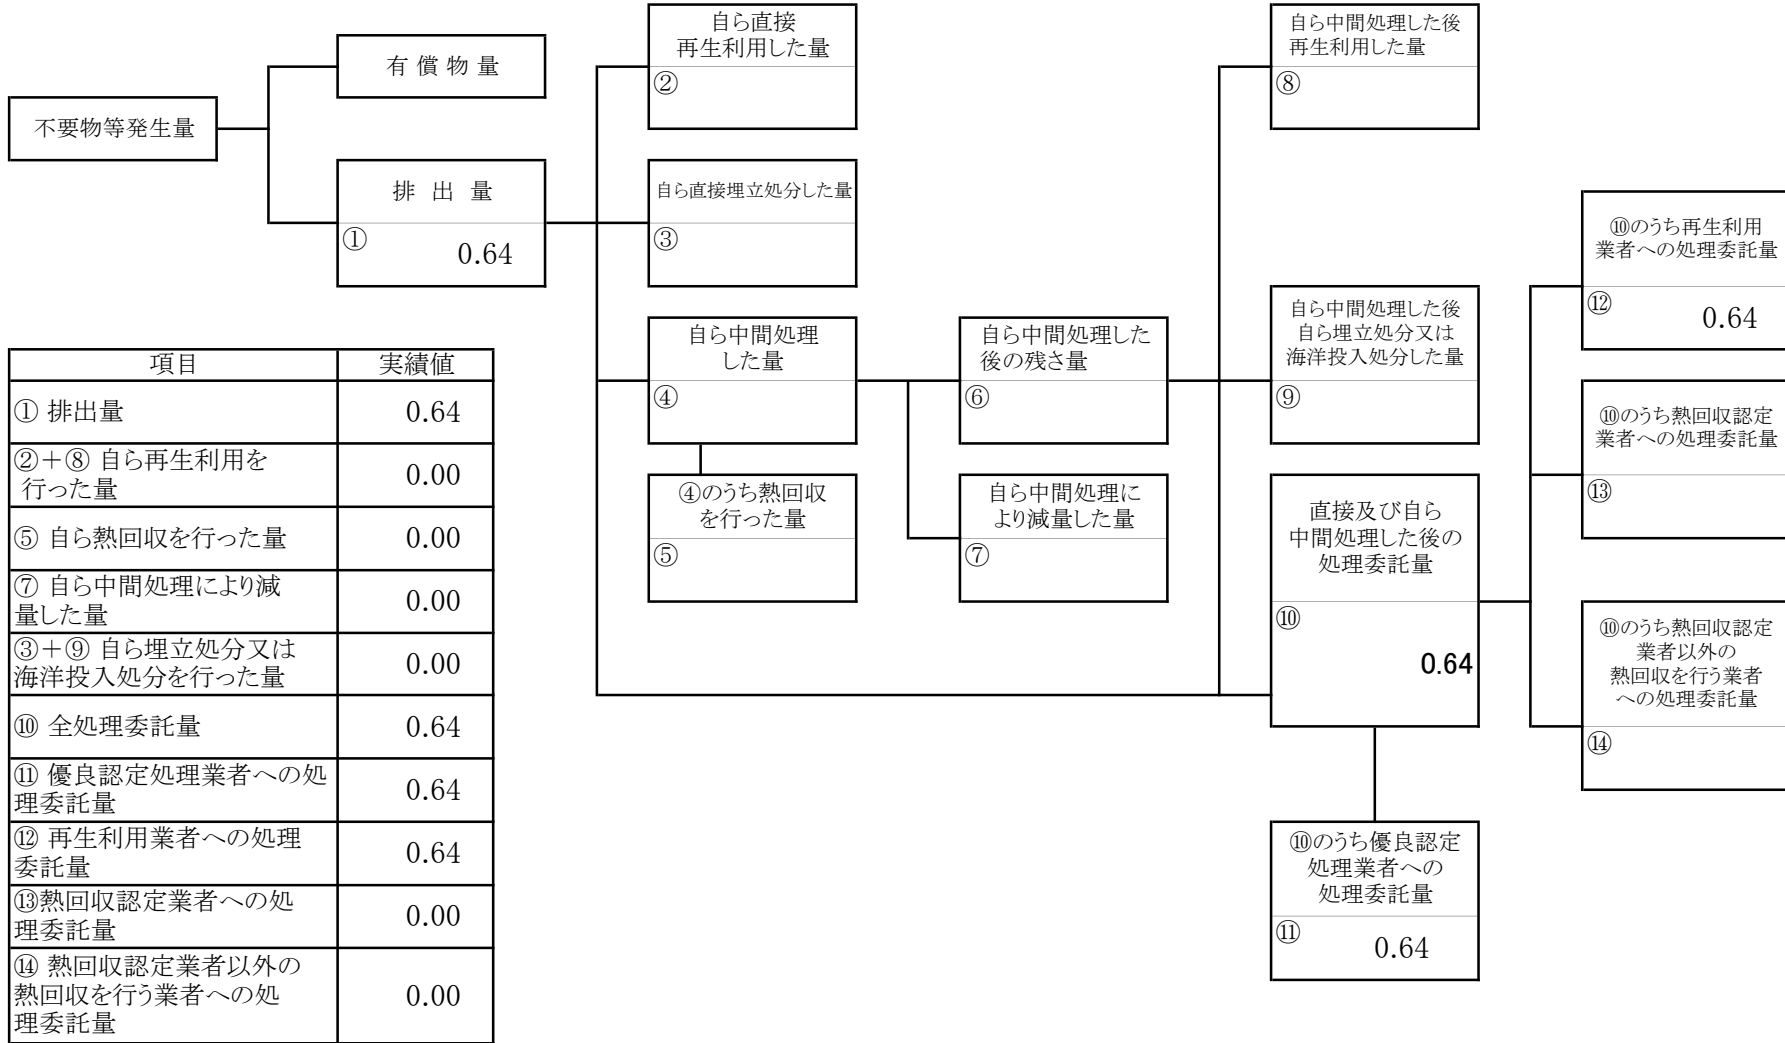 自ら直接
再生利用した量
②
自ら中間処理した後
再生利用した量
⑧
有 償 物 量
不要物等発生量
排 出 量
①
0.64
自ら直接埋立処分した量
③
⑩のうち再生利用
業者への処理委託量
⑫
0.64
自ら中間処理
した量
④
自ら中間処理した
後の残さ量
⑥
自ら中間処理した後
自ら埋立処分又は
海洋投入処分した量
⑨
⑩のうち熱回収認定
業者への処理委託量
⑬
④のうち熱回収
を行った量
⑤
自ら中間処理に
より減量した量
⑦
直接及び自ら
中間処理した後の
処理委託量
⑩
0.64
⑩のうち熱回収認定
業者以外の
熱回収を行う業者
への処理委託量
⑭
⑩のうち優良認定
処理業者への
処理委託量
⑪
0.64
項目 実績値
① 排出量 0.64
②＋⑧ 自ら再生利用を
行った量 0.00
⑤ 自ら熱回収を行った量 0.00
⑦ 自ら中間処理により減
量した量 0.00
③＋⑨ 自ら埋立処分又は
海洋投入処分を行った量 0.00
⑩ 全処理委託量 0.64
⑪ 優良認定処理業者への処
理委託量 0.64
⑫ 再生利用業者への処理
委託量 0.64
⑬熱回収認定業者への処
理委託量 0.00
⑭ 熱回収認定業者以外の
熱回収を行う業者への処
理委託量 0.00